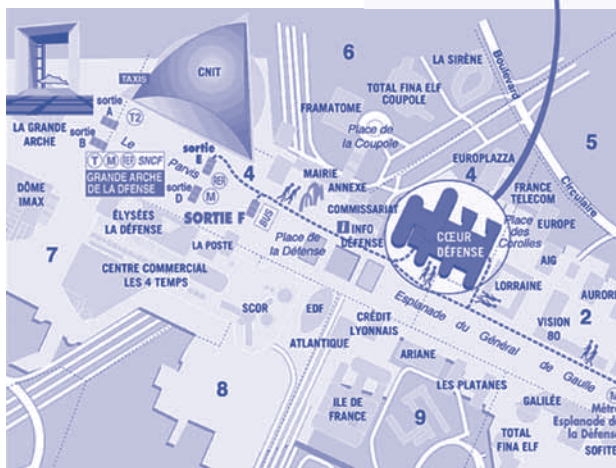 6
LA SIRÈNE
Boulevard
Circulaire
CNIT
TAXIS
TOTAL FINA ELF
COUPOLE
FRAMATOME
Place de
la Coupole
5
sortie
A
T2
LA GRANDE
ARCHE
sortie
B
Le
Parvis
T M RER SNCF
GRANDE ARCHE
DE LA DFENSE
sortie
E
RER
4
MAIRIE
ANNEXE
EUROPLAZZA
4
FRANCE
TELECOM
DÔME
IMAX
sortie
D
M
SORTIE F
BUS
COMMISSARIAT
i INFO
DÉFENSE
CŒUR
DÉFENSE
Place
des
Corolles
EUROPE
ÉLYSÉES
LA DÉFENSE
7
LA POSTE
Place de
la Défense
AIG
CENTRE COMMERCIAL
LES 4 TEMPS
LORRAINE
AURORE
SCOR
EDF
Esplanade du Général de Gaulle
VISION
80
2
ATLANTIQUE
CRÉDIT
LYONNAIS
ARIANE
8
LES PLATANES
ILE DE
FRANCE
9
GALILÉE
Métro
Esplanade de
la Défense
TOTAL
FINA ELF
SOFITEL